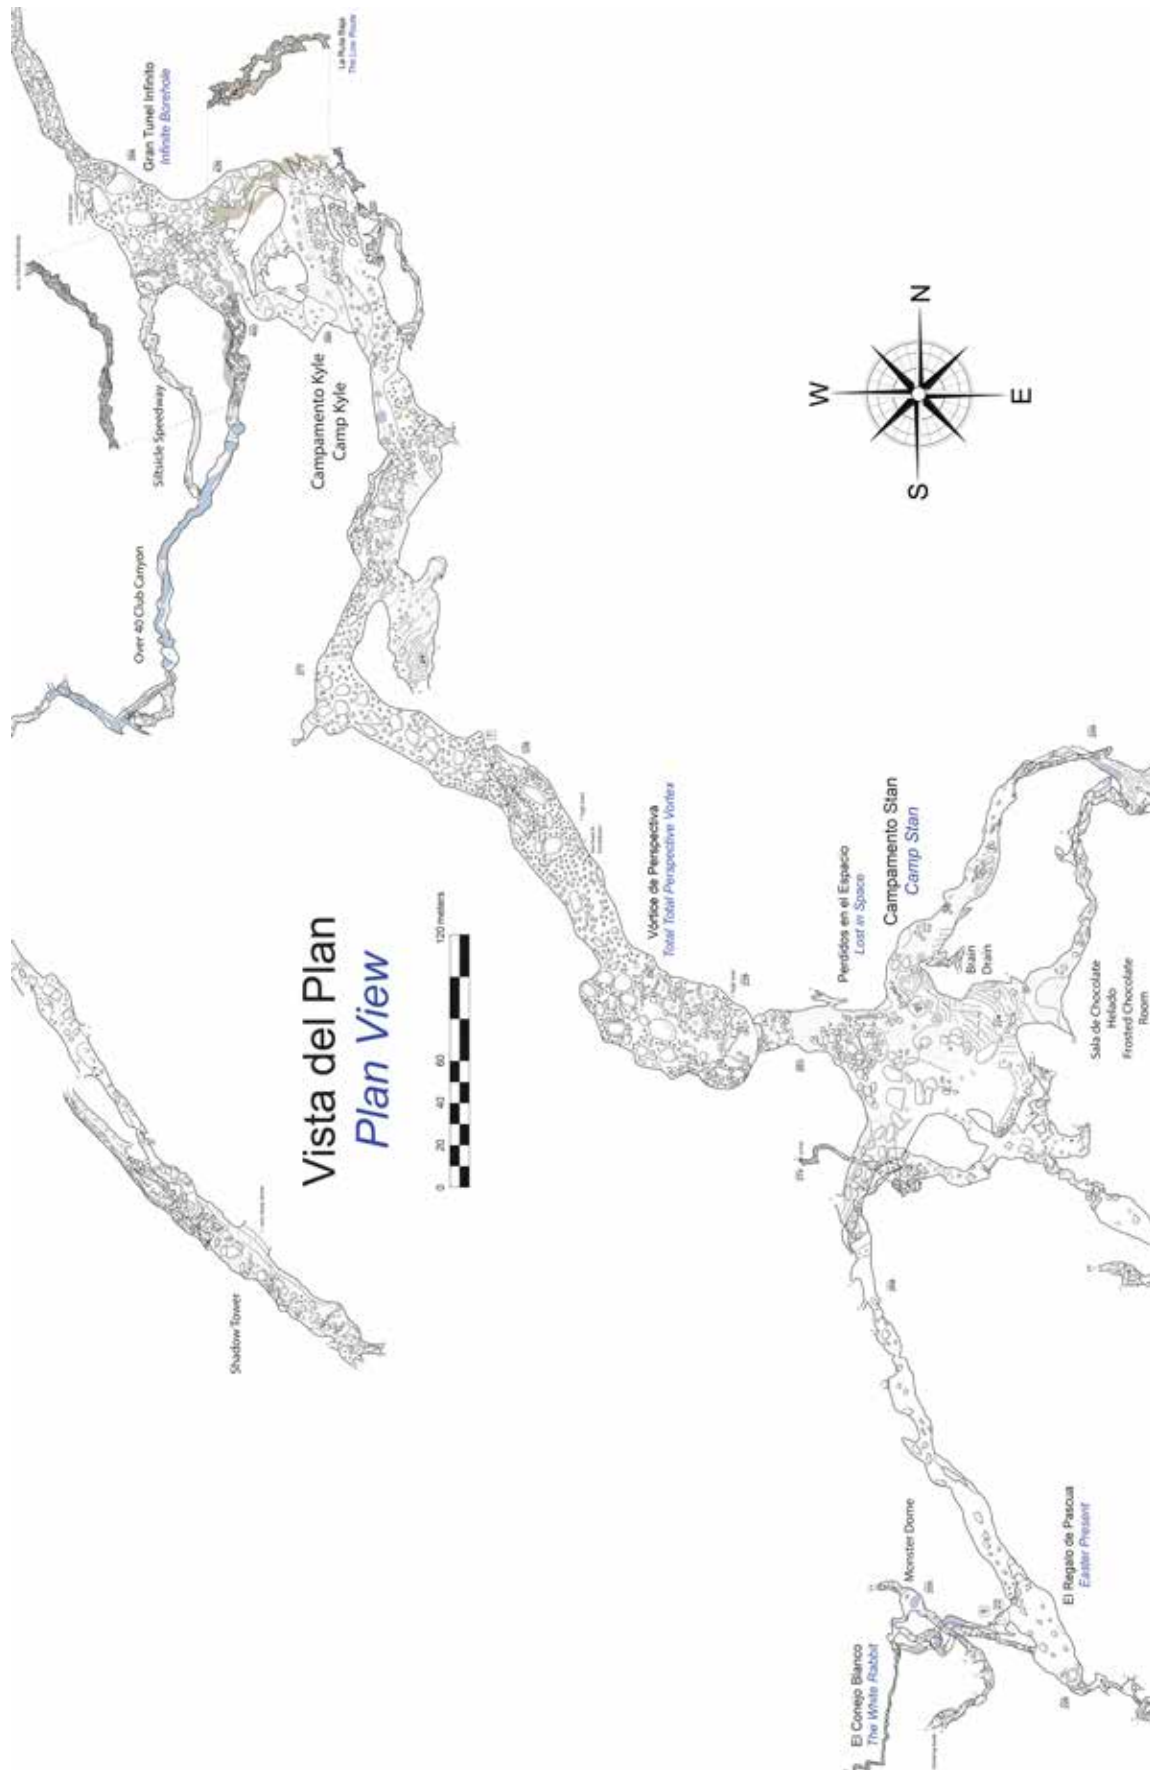 La Ruta Baja
The Low Route
Gran Tunel Infinito
Infinite Borehole
Siltsicle Speedway
Campamento Kyle
Camp Kyle
Over 40 Club Canyon
N
W
E
S
Vista del Plan
Plan View
0
20
40
60
120 meters
Vórtice de Perspectiva
Total Total Perspective Vortex
Perdidos en el Espacio
Lost in Space
Campamento Stan
Camp Stan
Brain
Drain
Sala de Chocolate
Helado
Frosted Chocolate
Room
Shadow Tower
Monster Dome
El Regalo de Pascua
Easter Present
El Conejo Blanco
The White Rabbit